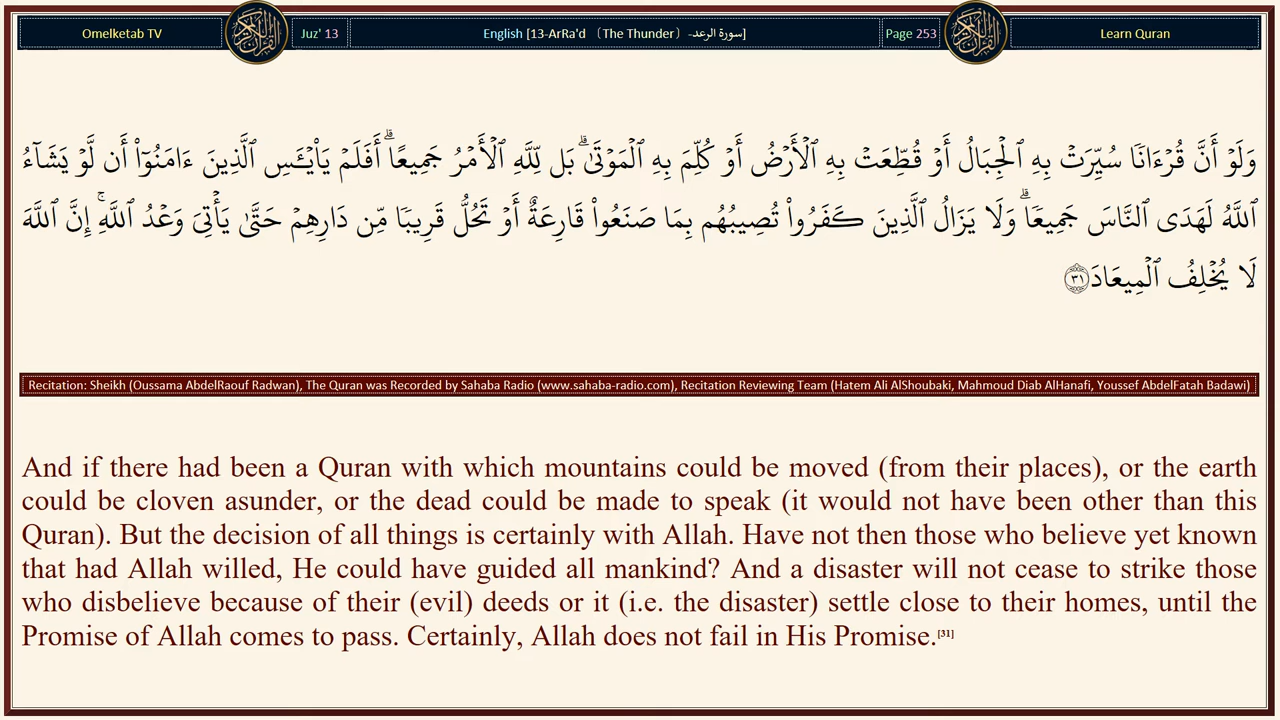 Omelketab TV
Juz' 13
English [13-ArRa'd （The Thunder）-سورة الرعد]
Page 253
Learn Quran
وَلَوۡ أَنَّ قُرۡءَانٗا سُيِّرَتۡ بِهِ ٱلۡجِبَالُ أَوۡ قُطِّعَتۡ بِهِ ٱلۡأَرۡضُ أَوۡ كُلِّمَ بِهِ ٱلۡمَوۡتَىٰۗ بَل لِّلَّهِ ٱلۡأَمۡرُ جَمِيعًاۗ أَفَلَمۡ يَاْيۡـَٔسِ ٱلَّذِينَ ءَامَنُوٓاْ أَن لَّوۡ يَشَآءُ
ٱللَّهُ لَهَدَى ٱلنَّاسَ جَمِيعٗاۗ وَلَا يَزَالُ ٱلَّذِينَ كَفَرُواْ تُصِيبُهُم بِمَا صَنَعُواْ قَارِعَةٌ أَوۡ تَحُلُّ قَرِيبٗا مِّن دَارِهِمۡ حَتَّىٰ يَأۡتِيَ وَعۡدُ ٱللَّهِۚ إِنَّ ٱللَّهَ
لَا يُخۡلِفُ ٱلۡمِيعَادَ ٣١
Recitation: Sheikh (Oussama AbdelRaouf Radwan), The Quran was Recorded by Sahaba Radio (www.sahaba-radio.com), Recitation Reviewing Team (Hatem Ali AlShoubaki, Mahmoud Diab AlHanafi, Youssef AbdelFatah Badawi)
And if there had been a Quran with which mountains could be moved (from their places), or the earth
could be cloven asunder, or the dead could be made to speak (it would not have been other than this
Quran). But the decision of all things is certainly with Allah. Have not then those who believe yet known
that had Allah willed, He could have guided all mankind? And a disaster will not cease to strike those
who disbelieve because of their (evil) deeds or it (i.e. the disaster) settle close to their homes, until the
Promise of Allah comes to pass. Certainly, Allah does not fail in His Promise.[31]